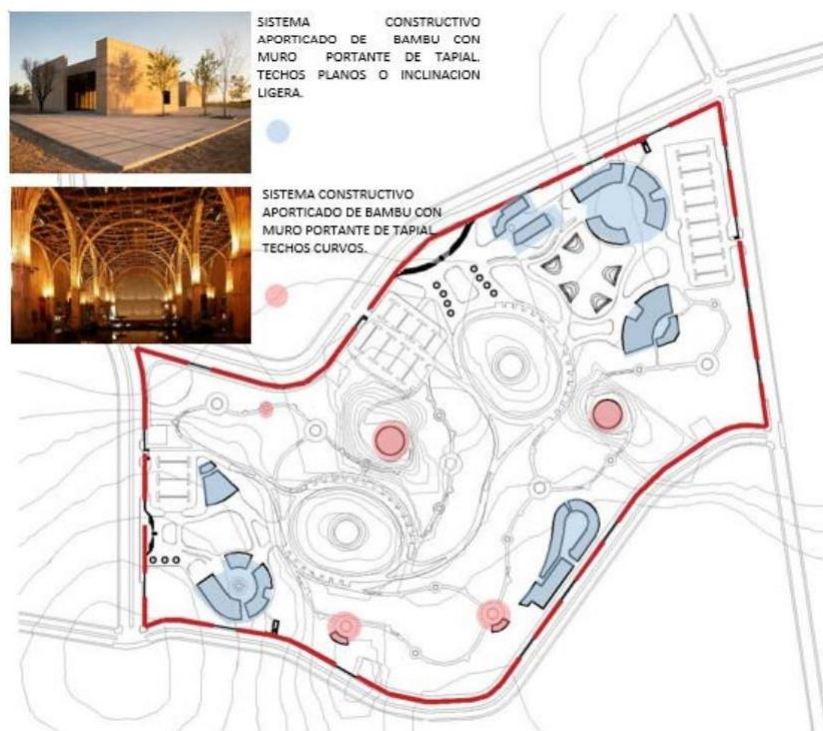 SISTEMA CONSTRUCTIVO
APORTICADO DE BAMBU CON
MURO PORTANTE DE TAPIAL.
TECHOS PLANOS O INCLINACION
LIGERA.
SISTEMA CONSTRUCTIVO
APORTICADO DE BAMBU CON
MURO PORTANTE DE TAPIAL.
TECHOS CURVOS.